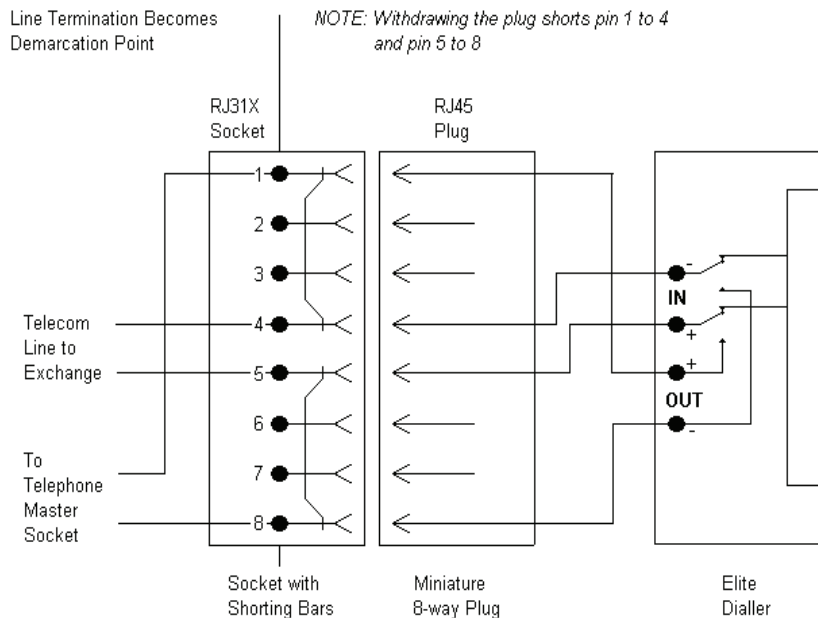 Line Termination Becomes
Demarcation Point
NOTE: Withdrawing the plug shorts pin 1 to 4
and pin 5 to 8
RJ31X
Socket
RJ45
Plug
1
2
3
4
5
6
7
8
Telecom
Line to
Exchange
To
Telephone
Master
Socket
-
IN
+
+
OUT
-
Socket with
Shorting Bars
Miniature
8-way Plug
Elite
Dialler